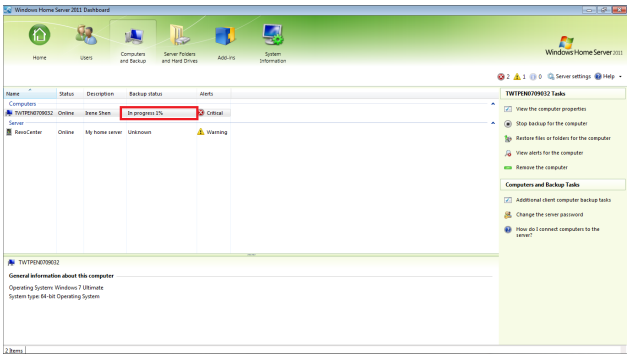 Windows Home Server 2011 Dashboard
Home
Users
Computers and Backup
Server Folders and Hard Drives
Add-ins
System Information
Windows Home Server 2011
2 1 0 Server settings Help
Name Status Description Backup status Alerts
Computers
TWTPEN0709032 Online Irene Shen In progress 1% Critical
Server
RevoCenter Online My home server Unknown Warning
TWTPEN0709032 Tasks
View the computer properties
Stop backup for the computer
Restore files or folders for the computer
View alerts for the computer
Remove the computer
Computers and Backup Tasks
Additional client computer backup tasks
Change the server password
How do I connect computers to the
server?
TWTPEN0709032
General information about this computer
Operating System: Windows 7 Ultimate
System type: 64-bit Operating System
2 Items